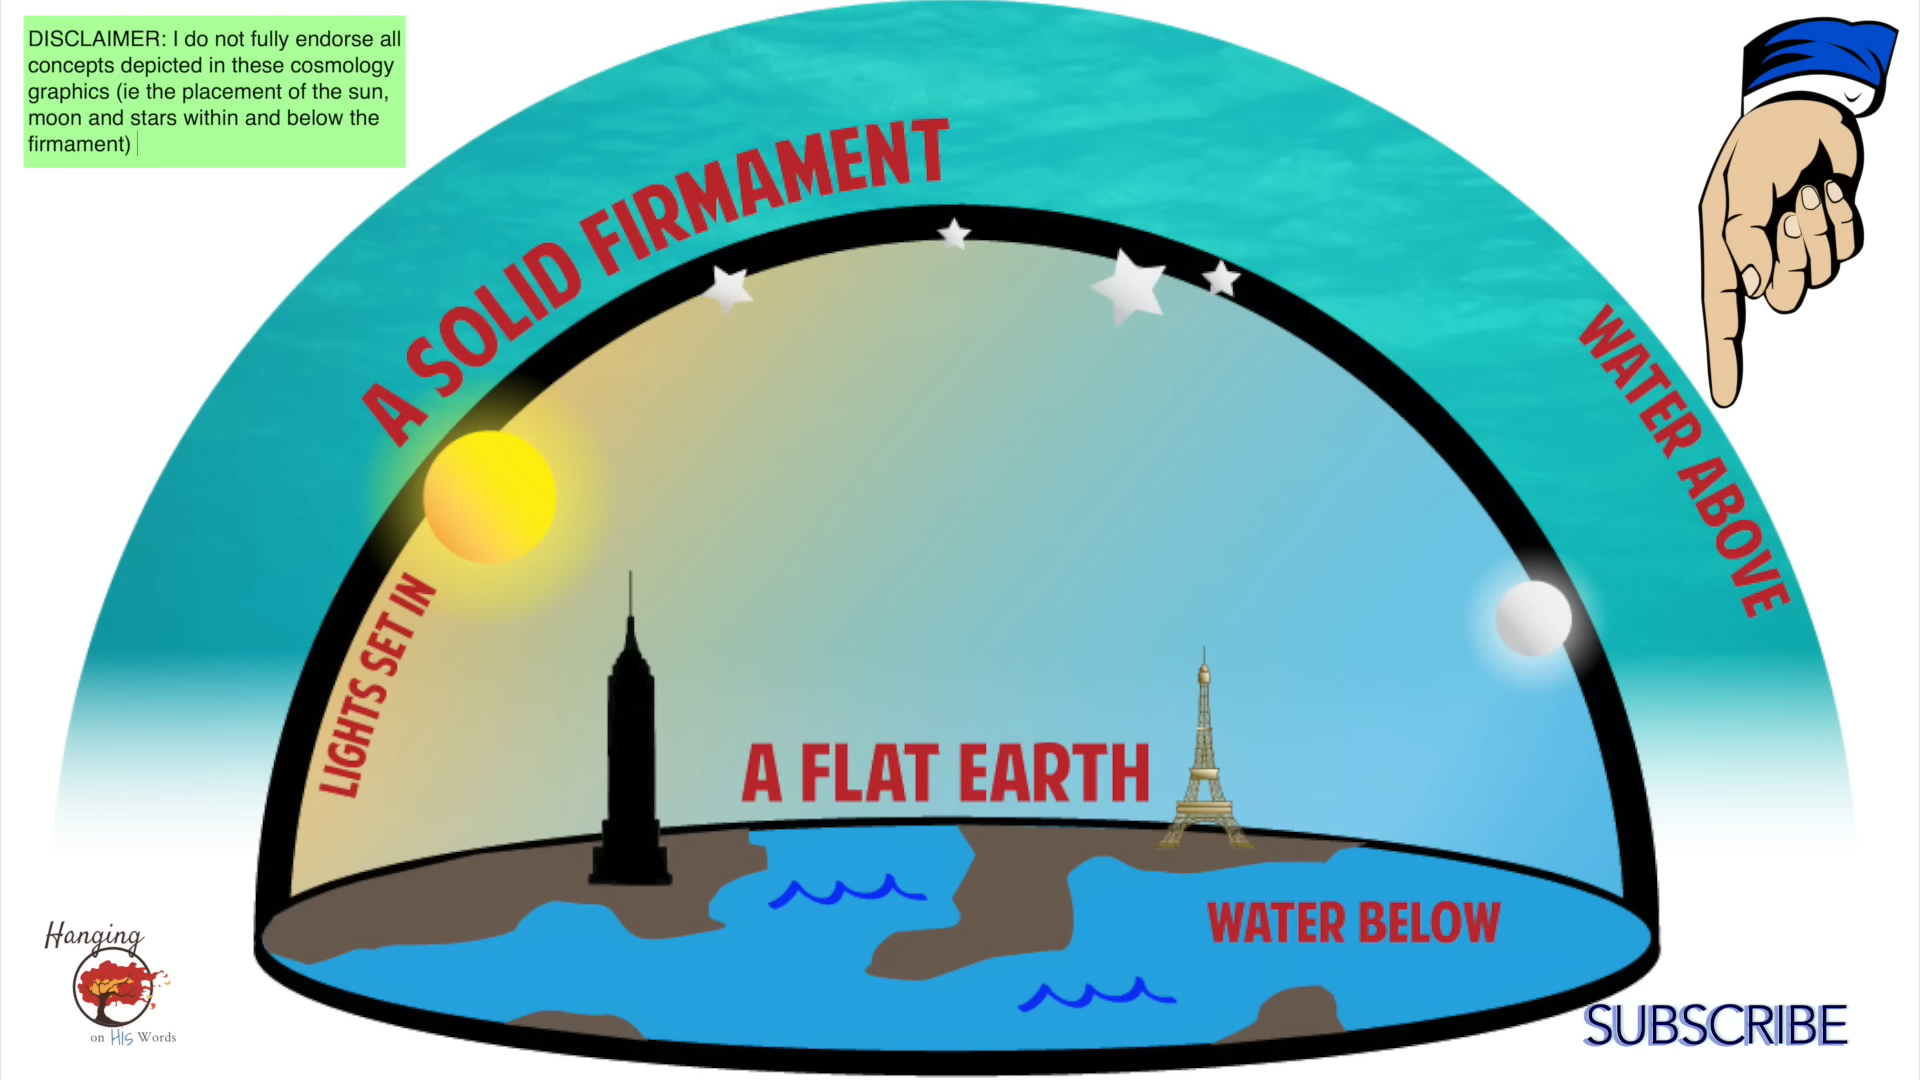 DISCLAIMER: I do not fully endorse all
concepts depicted in these cosmology
graphics (ie the placement of the sun,
moon and stars within and below the
firmament)
A SOLID FIRMAMENT
WATER ABOVE
LIGHTS SET IN
A FLAT EARTH
WATER BELOW
Hanging
on HIS Words
SUBSCRIBE